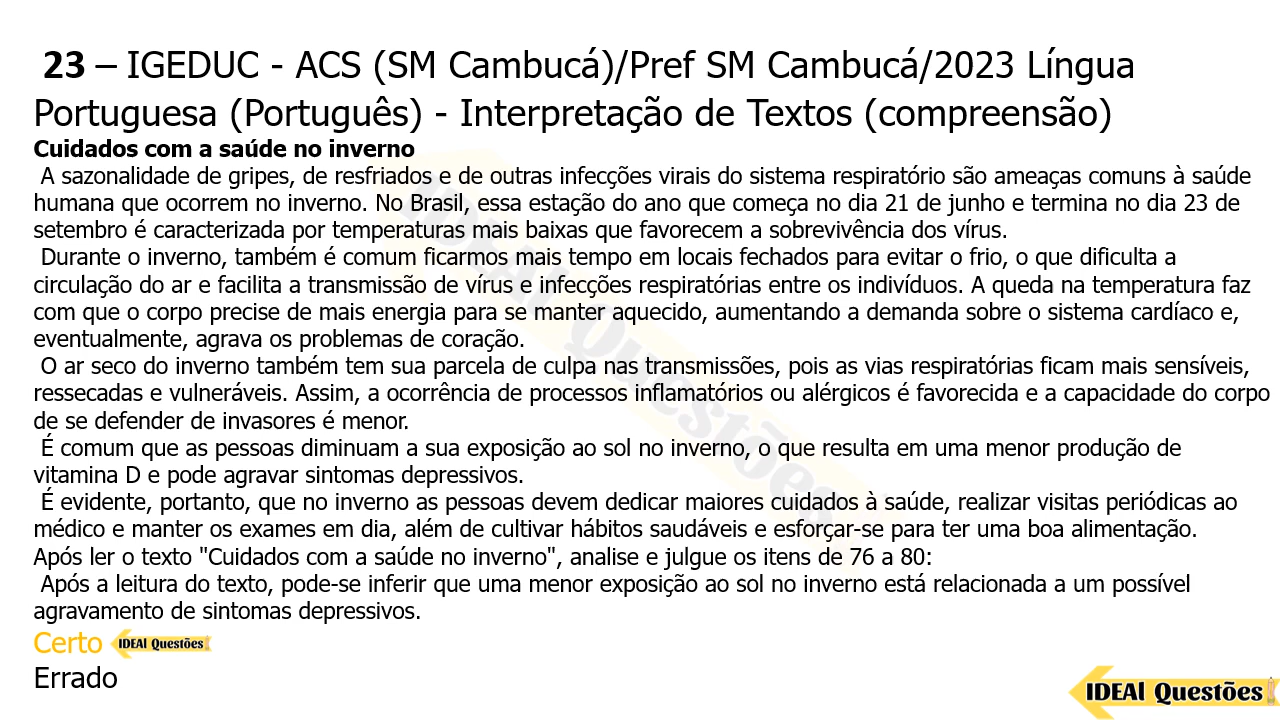 23 – IGEDUC - ACS (SM Cambucá)/Pref SM Cambucá/2023 Língua
Portuguesa (Português) - Interpretação de Textos (compreensão)
Cuidados com a saúde no inverno
A sazonalidade de gripes, de resfriados e de outras infecções virais do sistema respiratório são ameaças comuns à saúde
humana que ocorrem no inverno. No Brasil, essa estação do ano que começa no dia 21 de junho e termina no dia 23 de
setembro é caracterizada por temperaturas mais baixas que favorecem a sobrevivência dos vírus.
Durante o inverno, também é comum ficarmos mais tempo em locais fechados para evitar o frio, o que dificulta a
circulação do ar e facilita a transmissão de vírus e infecções respiratórias entre os indivíduos. A queda na temperatura faz
com que o corpo precise de mais energia para se manter aquecido, aumentando a demanda sobre o sistema cardíaco e,
eventualmente, agrava os problemas de coração.
O ar seco do inverno também tem sua parcela de culpa nas transmissões, pois as vias respiratórias ficam mais sensíveis,
ressecadas e vulneráveis. Assim, a ocorrência de processos inflamatórios ou alérgicos é favorecida e a capacidade do corpo
de se defender de invasores é menor.
É comum que as pessoas diminuam a sua exposição ao sol no inverno, o que resulta em uma menor produção de
vitamina D e pode agravar sintomas depressivos.
É evidente, portanto, que no inverno as pessoas devem dedicar maiores cuidados à saúde, realizar visitas periódicas ao
médico e manter os exames em dia, além de cultivar hábitos saudáveis e esforçar-se para ter uma boa alimentação.
Após ler o texto "Cuidados com a saúde no inverno", analise e julgue os itens de 76 a 80:
Após a leitura do texto, pode-se inferir que uma menor exposição ao sol no inverno está relacionada a um possível
agravamento de sintomas depressivos.
Certo IDEAl Questões
Errado
IDEAl Questões
IDEAl Questões